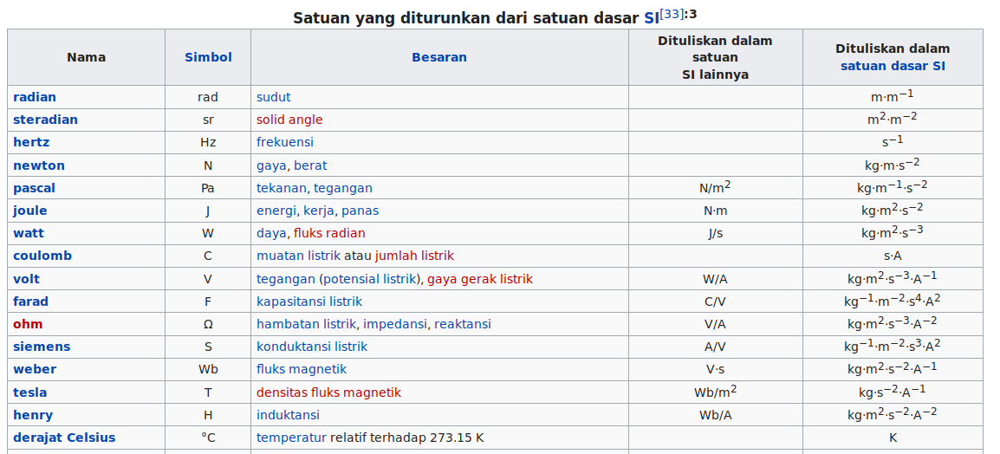 Satuan yang diturunkan dari satuan dasar SI[33]:3
Nama Simbol Besaran Dituliskan dalam satuan SI lainnya Dituliskan dalam satuan dasar SI
radian rad sudut m·m⁻¹
steradian sr solid angle m²·m⁻²
hertz Hz frekuensi s⁻¹
newton N gaya, berat kg·m·s⁻²
pascal Pa tekanan, tegangan N/m² kg·m⁻¹·s⁻²
joule J energi, kerja, panas N·m kg·m²·s⁻²
watt W daya, fluks radian J/s kg·m²·s⁻³
coulomb C muatan listrik atau jumlah listrik s·A
volt V tegangan (potensial listrik), gaya gerak listrik W/A kg·m²·s⁻³·A⁻¹
farad F kapasitansi listrik C/V kg⁻¹·m⁻²·s⁴·A²
ohm Ω hambatan listrik, impedansi, reaktansi V/A kg·m²·s⁻³·A⁻²
siemens S konduktansi listrik A/V kg⁻¹·m⁻²·s³·A²
weber Wb fluks magnetik V·s kg·m²·s⁻²·A⁻¹
tesla T densitas fluks magnetik Wb/m² kg·s⁻²·A⁻¹
henry H induktansi Wb/A kg·m²·s⁻²·A⁻²
derajat Celsius °C temperatur relatif terhadap 273.15 K K